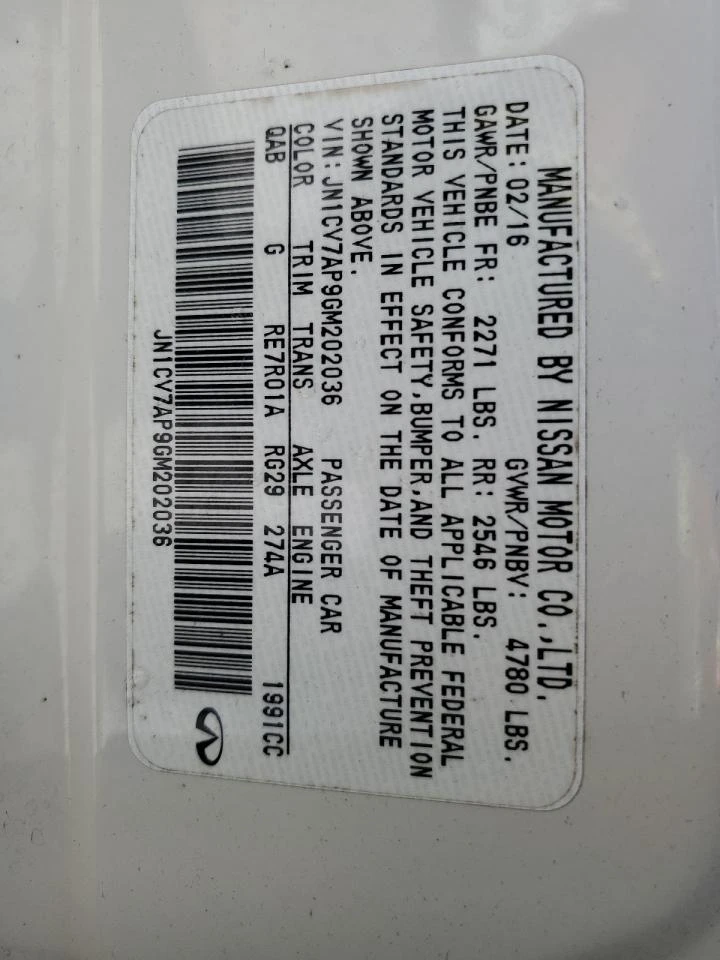 MANUFACTURED BY NISSAN MOTOR CO.,LTD.
DATE: 02/16 GVWR/PNBV: 4780 LBS.
GAWR/PNBE FR: 2271 LBS. RR: 2546 LBS.
THIS VEHICLE CONFORMS TO ALL APPLICABLE FEDERAL
MOTOR VEHICLE SAFETY,BUMPER,AND THEFT PREVENTION
STANDARDS IN EFFECT ON THE DATE OF MANUFACTURE
SHOWN ABOVE.
VIN:JN1CV7AP9GM202036 PASSENGER CAR
COLOR TRIM TRANS AXLE ENGINE
QAB G RE7R01A RG29 274A 1991CC
JN1CV7AP9GM202036